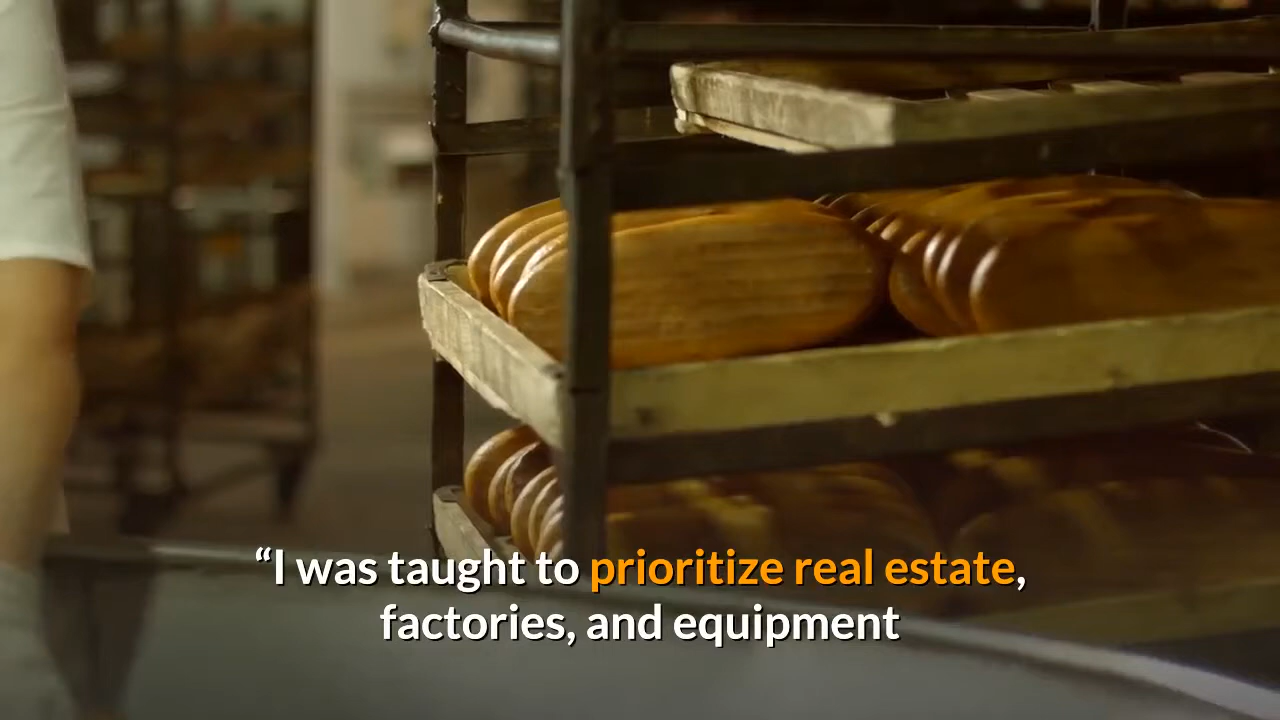 “I was taught to prioritize real estate,
factories, and equipment